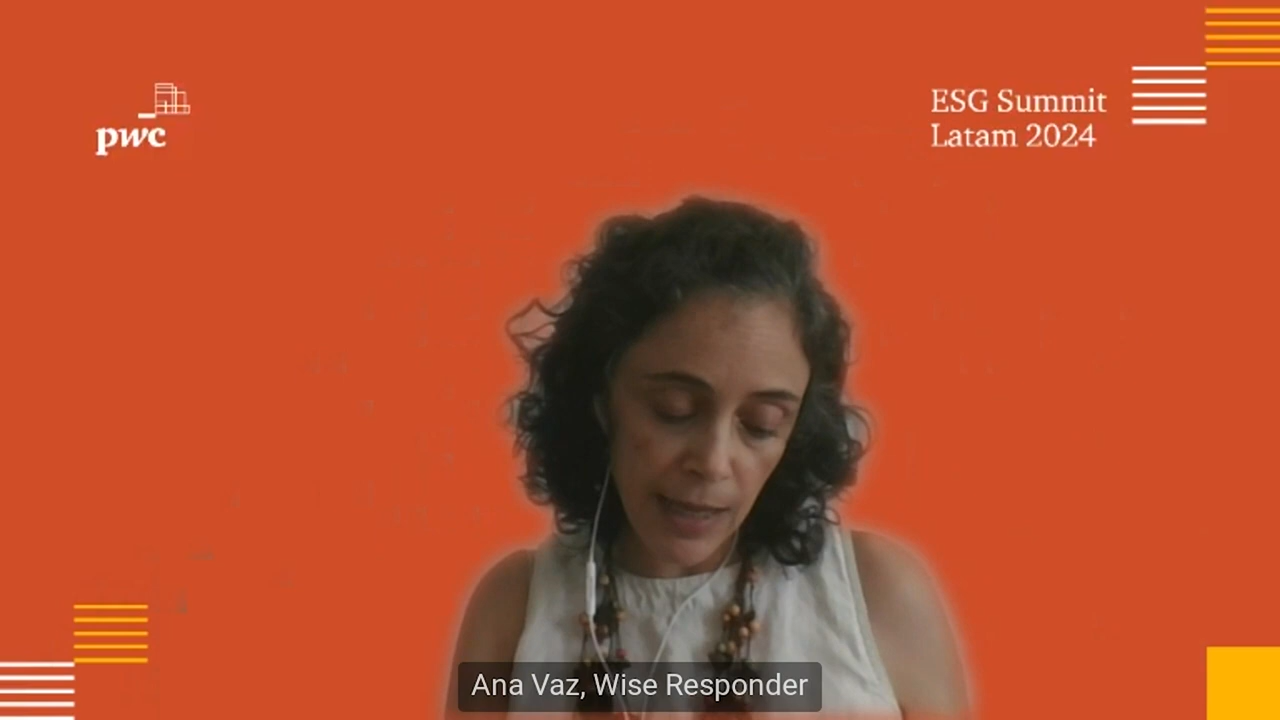 pwc
ESG Summit
Latam 2024
Ana Vaz, Wise Responder